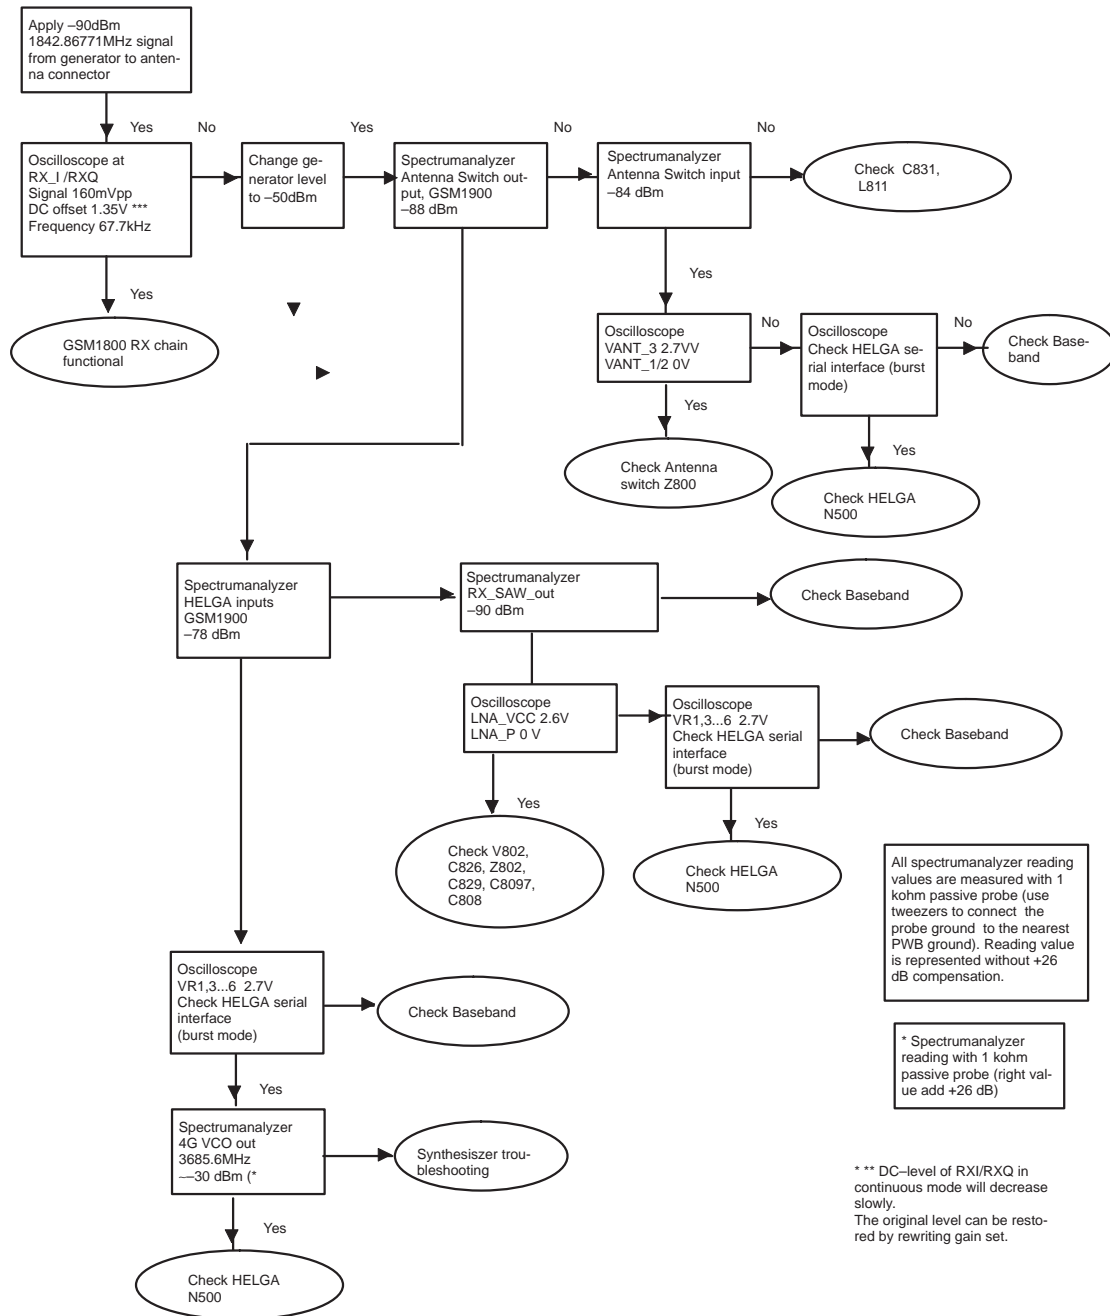 Apply –90dBm
1842.86771MHz signal
from generator to anten-
na connector
Yes
No
Yes
No
No
Oscilloscope at
RX_I /RXQ
Signal 160mVpp
DC offset 1.35V ***
Frequency 67.7kHz
Change ge-
nerator level
to –50dBm
Spectrumanalyzer
Antenna Switch out-
put, GSM1900
–88 dBm
Spectrumanalyzer
Antenna Switch input
–84 dBm
Check C831,
L811
Yes
Yes
GSM1800 RX chain
functional
Oscilloscope
VANT_3 2.7VV
VANT_1/2 0V
No
Oscilloscope
Check HELGA se-
rial interface (burst
mode)
No
Check Base-
band
Yes
Yes
Check Antenna
switch Z800
Check HELGA
N500
Spectrumanalyzer
HELGA inputs
GSM1900
–78 dBm
Spectrumanalyzer
RX_SAW_out
–90 dBm
Check Baseband
Oscilloscope
LNA_VCC 2.6V
LNA_P 0 V
Oscilloscope
VR1,3...6 2.7V
Check HELGA serial
interface
(burst mode)
Check Baseband
Yes
Yes
Check V802,
C826, Z802,
C829, C8097,
C808
Check HELGA
N500
All spectrumanalyzer reading
values are measured with 1
kohm passive probe (use
tweezers to connect the
probe ground to the nearest
PWB ground). Reading value
is represented without +26
dB compensation.
Oscilloscope
VR1,3...6 2.7V
Check HELGA serial
interface
(burst mode)
Check Baseband
* Spectrumanalyzer
reading with 1 kohm
passive probe (right val-
ue add +26 dB)
Yes
Spectrumanalyzer
4G VCO out
3685.6MHz
~–30 dBm (*
Synthesiszer trou-
bleshooting
* ** DC–level of RXI/RXQ in
continuous mode will decrease
slowly.
The original level can be resto-
red by rewriting gain set.
Yes
Check HELGA
N500